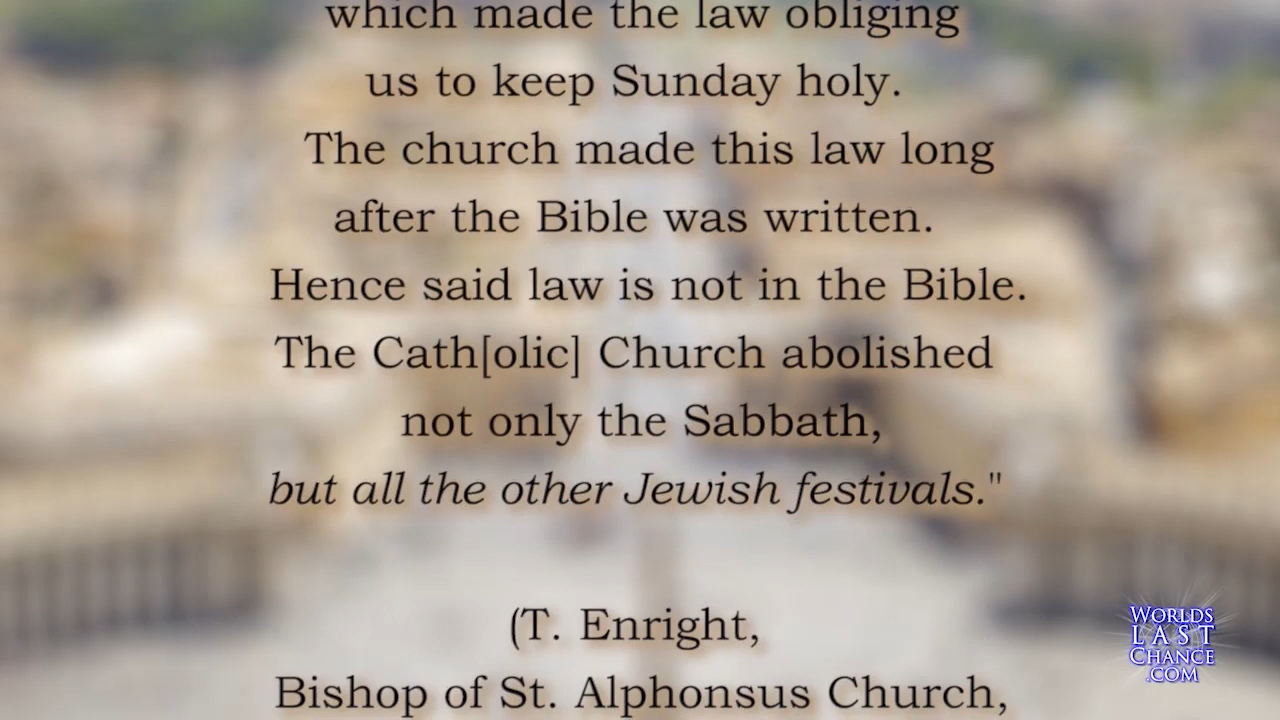 which made the law obliging
us to keep Sunday holy.
The church made this law long
after the Bible was written.
Hence said law is not in the Bible.
The Cath[olic] Church abolished
not only the Sabbath,
but all the other Jewish festivals."
(T. Enright,
Bishop of St. Alphonsus Church,
WORLDS
LAST
CHANCE
.COM